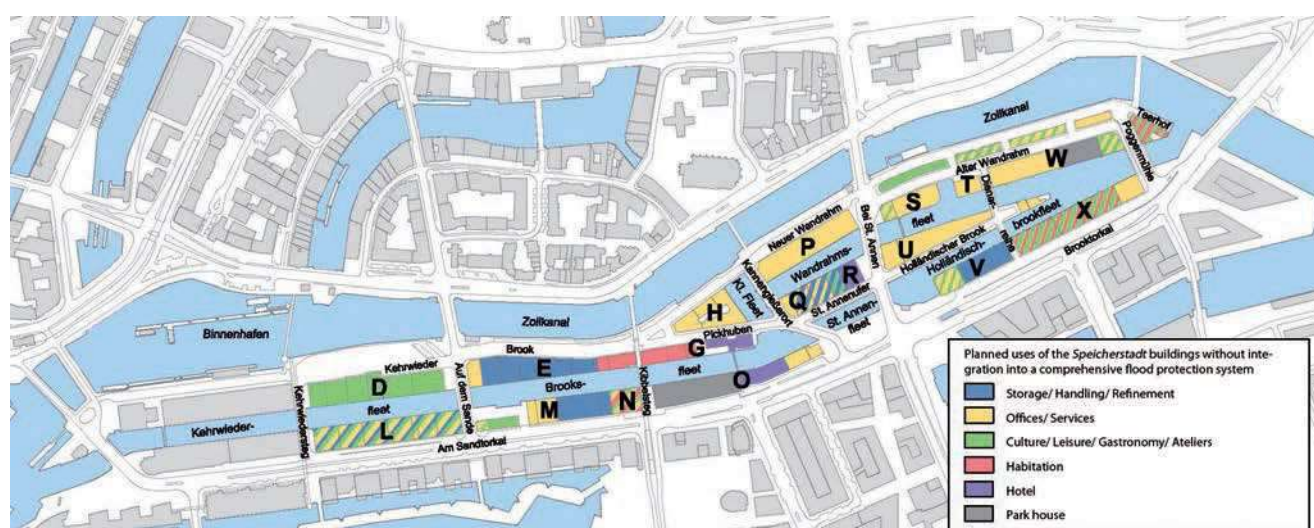 Zollkanal
Teerhof
Poggenmühle
Alter Wandrahm
W
T
S
Dienerreihe
fleet
X
brookfleet
Bei St. Annen
Neuer Wandrahm
P
U
Holländischer Brook
Holländisch-
Brooktorkai
Wandrahms-
Kannengießerort
R
V
Kl. Fleet
Q
St. Annenufer
St. Annen-
fleet
H
Binnenhafen
Zollkanal
Pickhuben
Brook
G
Kehrwieder
E
fleet
D
Auf dem Sande
Brooks-
O
Kehrwiedersteg
fleet
M
N
Kehrwieder-
L
Am Sandtorkai
Planned uses of the Speicherstadt buildings without inte-
gration into a comprehensive flood protection system
Storage/ Handling/ Refinement
Offices/ Services
Culture/ Leisure/ Gastronomy/ Ateliers
Habitation
Hotel
Park house